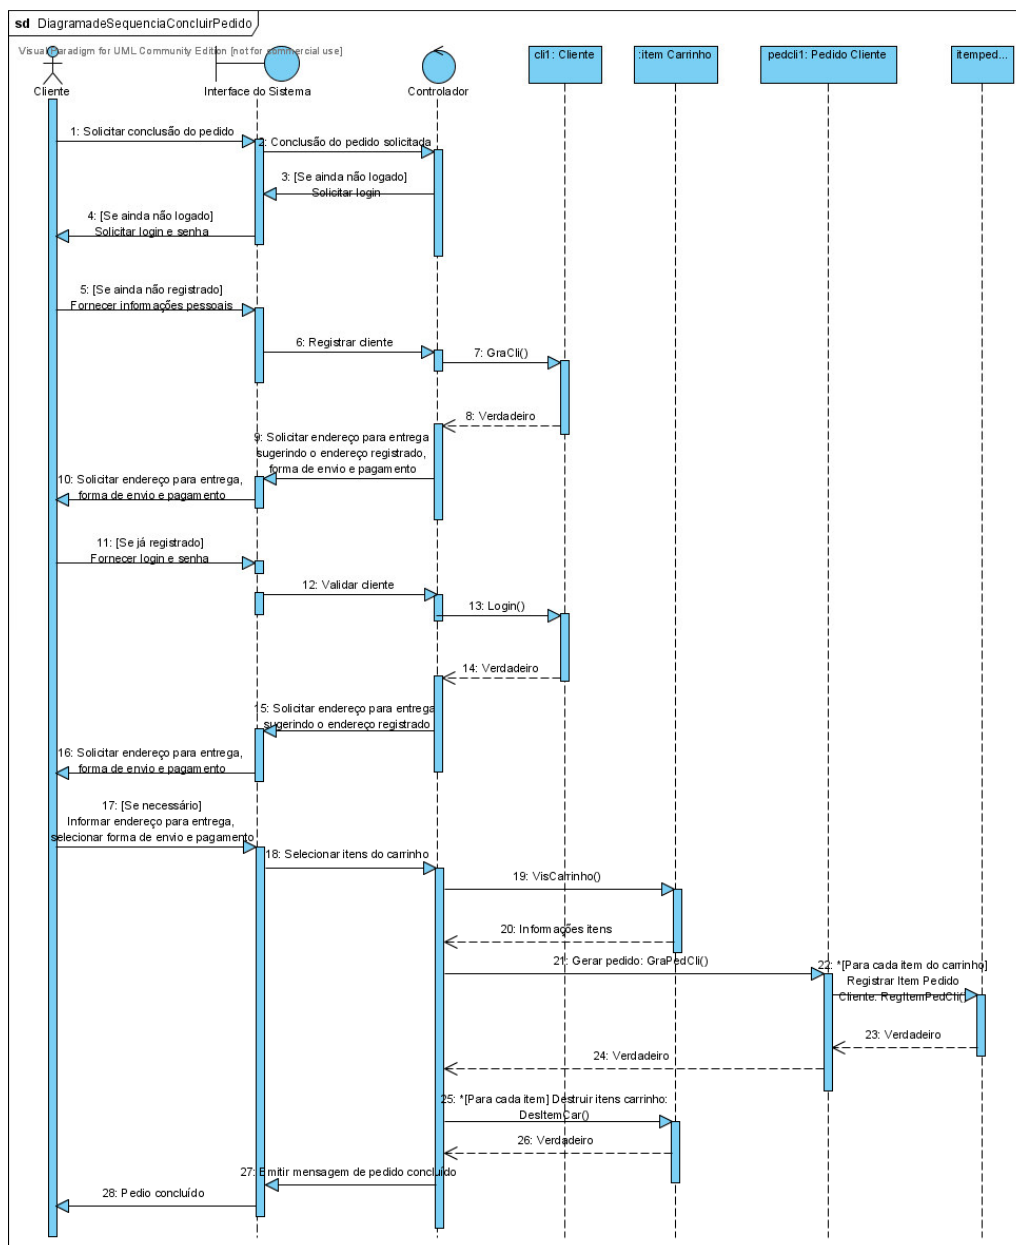 sd DiagramadeSequenciaConcluirPedido
Visual Paradigm for UML Community Edition [not for commercial use]
Cliente
Interface do Sistema
Controlador
cli1: Cliente
:item Carrinho
pedcli1: Pedido Cliente
itemped...
1: Solicitar conclusão do pedido
2: Conclusão do pedido solicitada
3: [Se ainda não logado]
Solicitar login
4: [Se ainda não logado]
Solicitar login e senha
5: [Se ainda não registrado]
Fornecer informações pessoais
6: Registrar cliente
7: GraCli()
8: Verdadeiro
9: Solicitar endereço para entrega
sugerindo o endereço registrado,
forma de envio e pagamento
10: Solicitar endereço para entrega,
forma de envio e pagamento
11: [Se já registrado]
Fornecer login e senha
12: Validar cliente
13: Login()
14: Verdadeiro
15: Solicitar endereço para entrega
sugerindo o endereço registrado
16: Solicitar endereço para entrega,
forma de envio e pagamento
17: [Se necessário]
Informar endereço para entrega,
selecionar forma de envio e pagamento
18: Selecionar itens do carrinho
19: VisCarrinho()
20: Informações itens
21: Gerar pedido: GraPedCli()
22: *[Para cada item do carrinho]
Registrar Item Pedido
Cliente: RegItemPedCli()
23: Verdadeiro
24: Verdadeiro
25: *[Para cada item] Destruir itens carrinho:
DesItemCar()
26: Verdadeiro
27: Emitir mensagem de pedido concluído
28: Pedio concluído